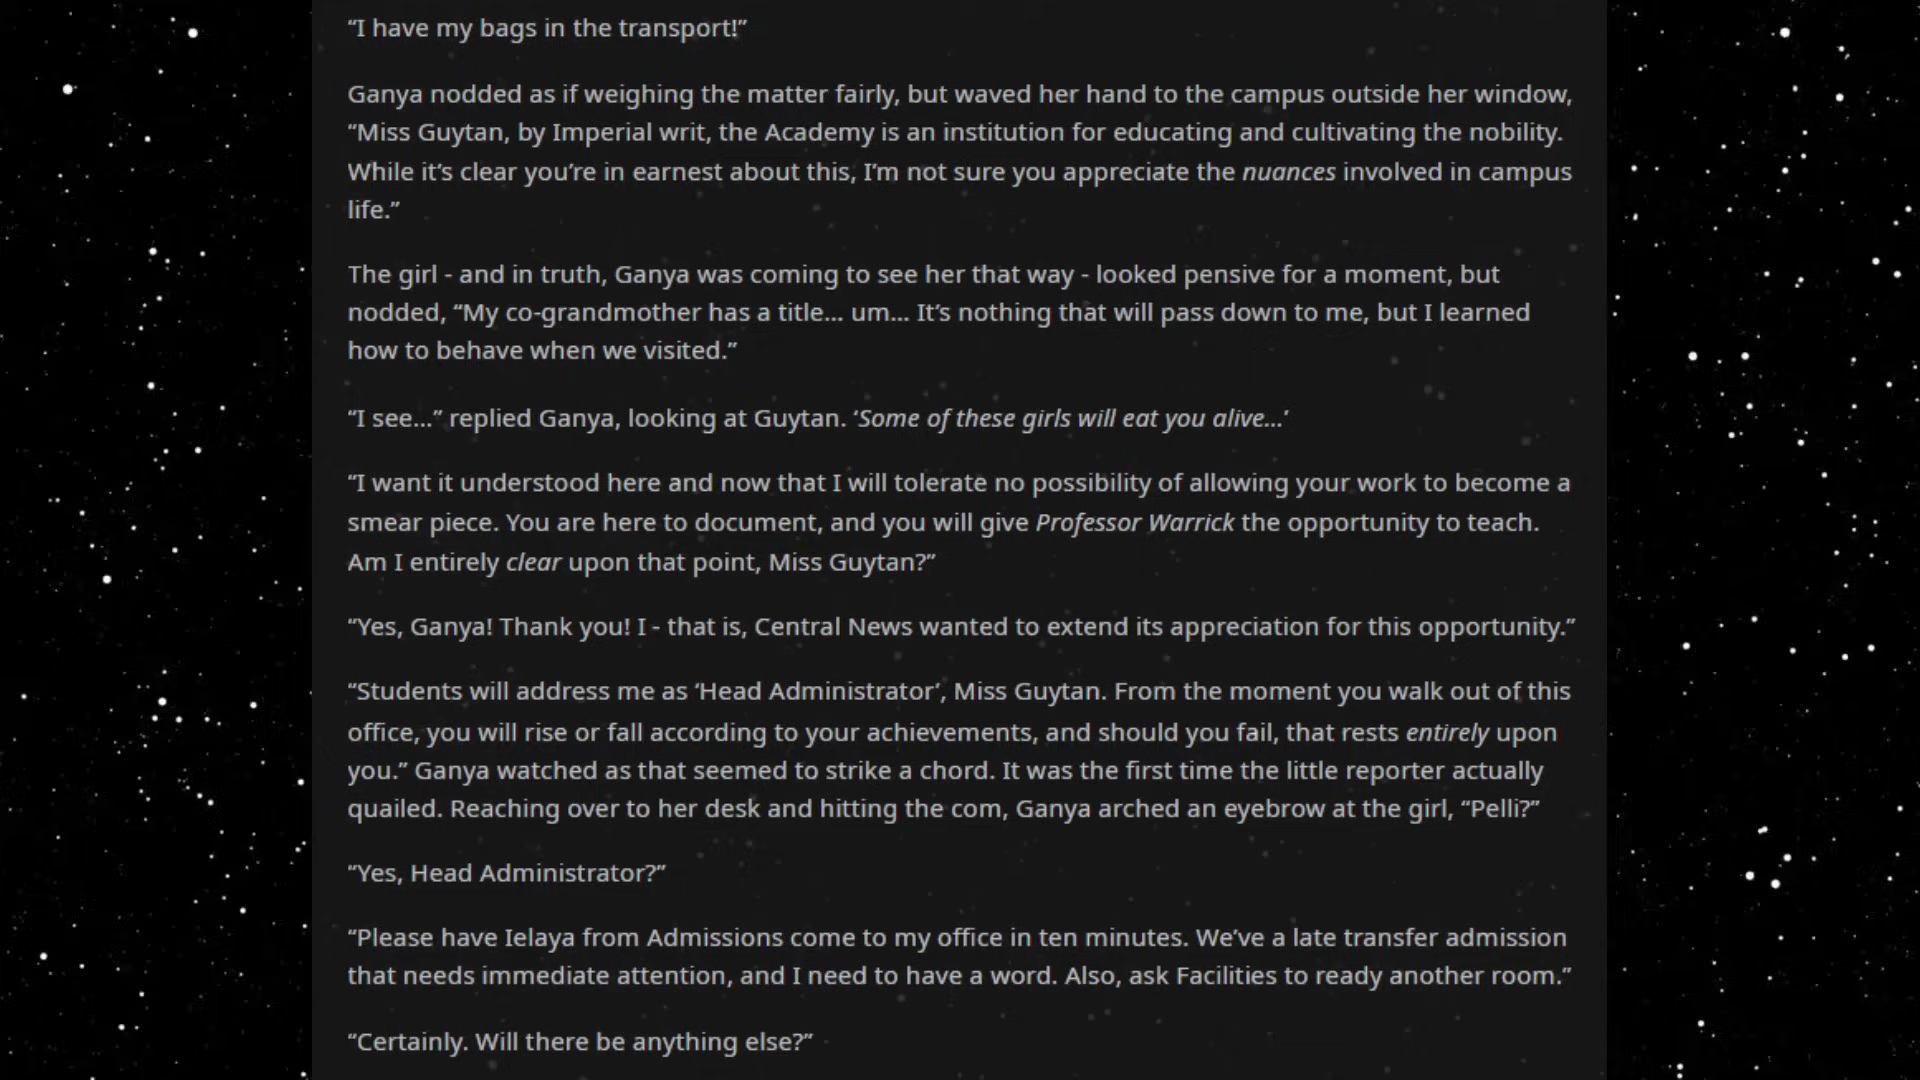 “I have my bags in the transport!”
Ganya nodded as if weighing the matter fairly, but waved her hand to the campus outside her window,
“Miss Guytan, by Imperial writ, the Academy is an institution for educating and cultivating the nobility.
While it’s clear you’re in earnest about this, I’m not sure you appreciate the nuances involved in campus
life.”
The girl - and in truth, Ganya was coming to see her that way - looked pensive for a moment, but
nodded, “My co-grandmother has a title... um... It’s nothing that will pass down to me, but I learned
how to behave when we visited.”
“I see...” replied Ganya, looking at Guytan. ‘Some of these girls will eat you alive...’
“I want it understood here and now that I will tolerate no possibility of allowing your work to become a
smear piece. You are here to document, and you will give Professor Warrick the opportunity to teach.
Am I entirely clear upon that point, Miss Guytan?”
“Yes, Ganya! Thank you! I - that is, Central News wanted to extend its appreciation for this opportunity.”
“Students will address me as ‘Head Administrator’, Miss Guytan. From the moment you walk out of this
office, you will rise or fall according to your achievements, and should you fail, that rests entirely upon
you.” Ganya watched as that seemed to strike a chord. It was the first time the little reporter actually
quailed. Reaching over to her desk and hitting the com, Ganya arched an eyebrow at the girl, “Pelli?”
“Yes, Head Administrator?”
“Please have Ielaya from Admissions come to my office in ten minutes. We’ve a late transfer admission
that needs immediate attention, and I need to have a word. Also, ask Facilities to ready another room.”
“Certainly. Will there be anything else?”